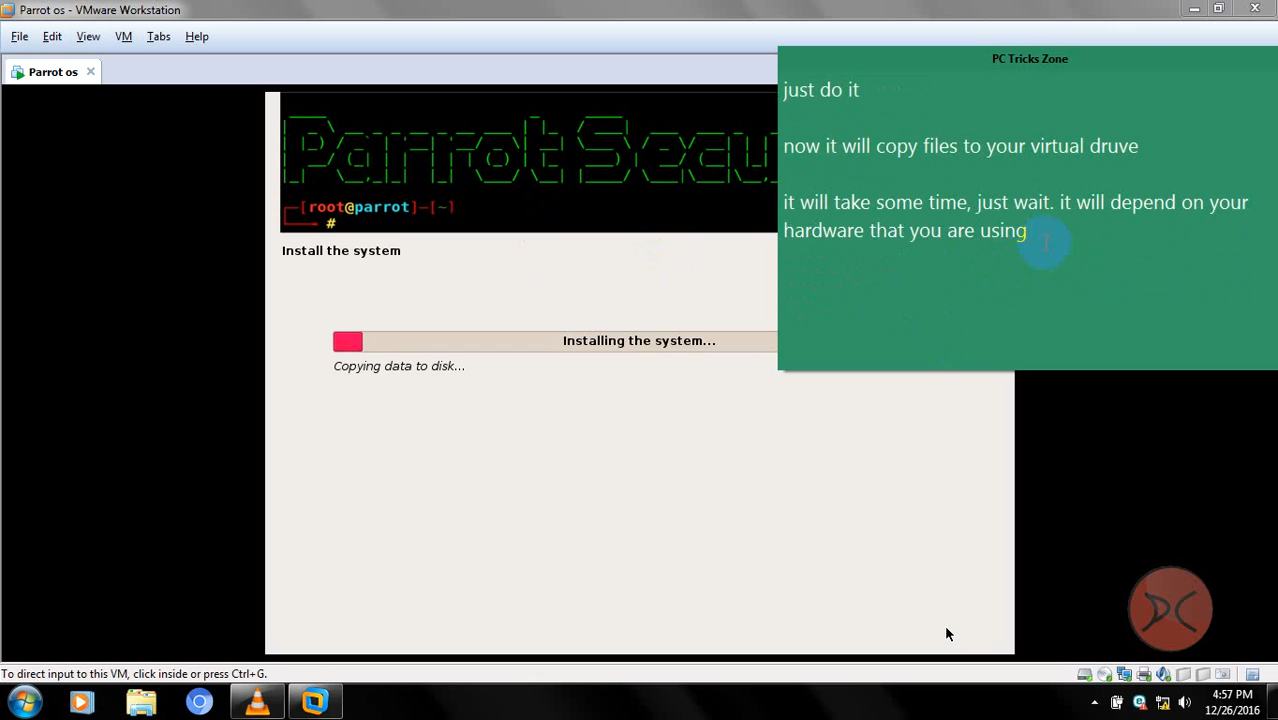 Parrot os - VMware Workstation
File Edit View VM Tabs Help
Parrot os
PC Tricks Zone
just do it
now it will copy files to your virtual druve
it will take some time, just wait. it will depend on your
hardware that you are using
Parrot Secu
┌─[root@parrot]─[~]
└── #
Install the system
Installing the system...
Copying data to disk...
PC
To direct input to this VM, click inside or press Ctrl+G.
4:57 PM
12/26/2016